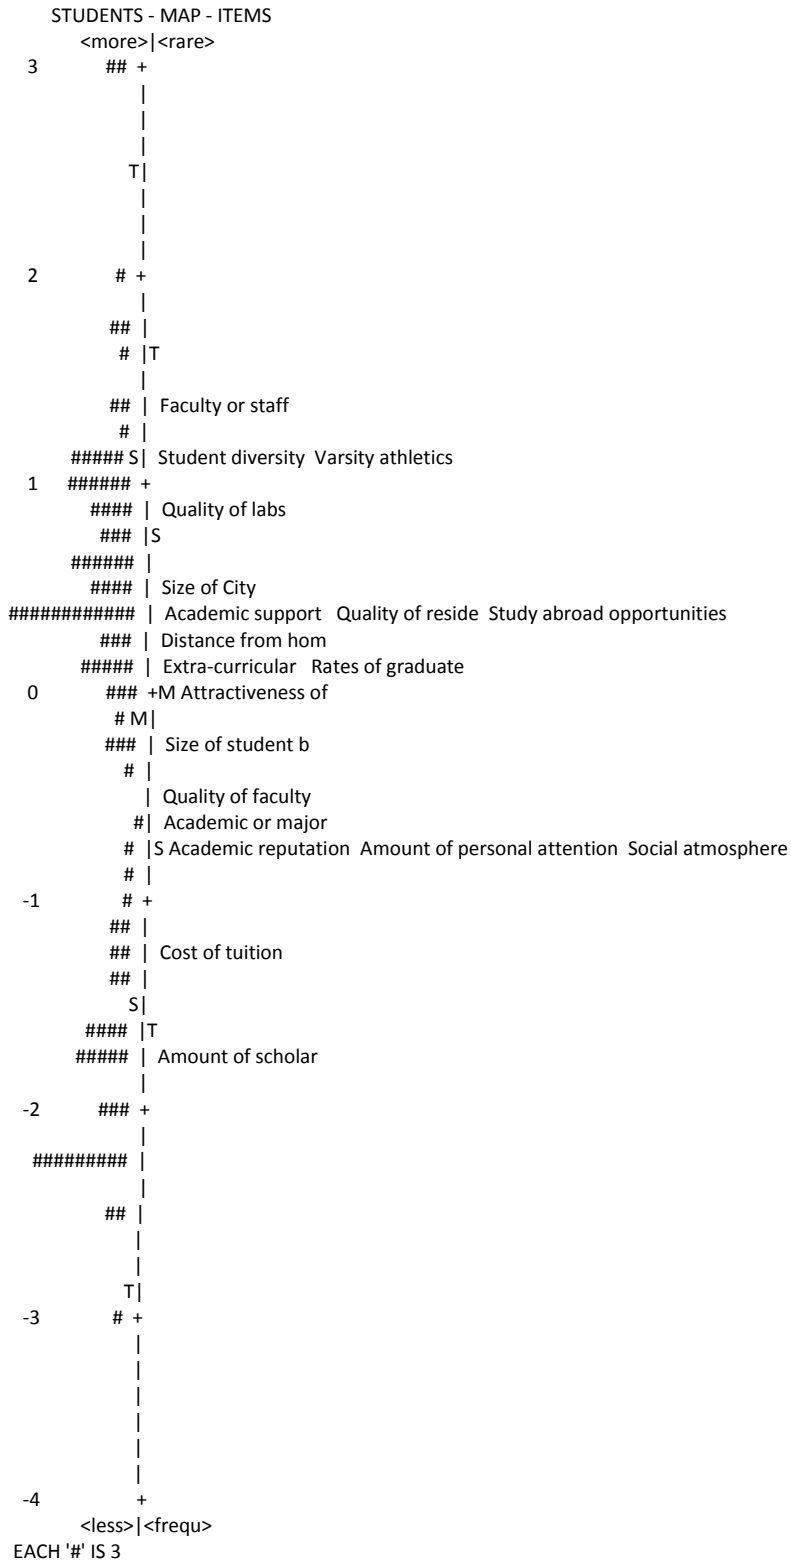 STUDENTS - MAP - ITEMS
<more>|<rare>
3 ## +
|
|
|
T|
|
|
|
2 # +
|
## |
# |T
|
## | Faculty or staff
# |
##### S| Student diversity Varsity athletics
1 ###### +
#### | Quality of labs
### |S
###### |
#### | Size of City
############ | Academic support Quality of reside Study abroad opportunities
### | Distance from hom
##### | Extra-curricular Rates of graduate
0 ### +M Attractiveness of
# M|
### | Size of student b
# |
| Quality of faculty
#| Academic or major
# |S Academic reputation Amount of personal attention Social atmosphere
# |
-1 # +
## |
## | Cost of tuition
## |
S|
#### |T
##### | Amount of scholar
|
-2 ### +
|
######### |
|
## |
|
|
T|
-3 # +
|
|
|
|
|
|
-4 +
<less>|<frequ>
EACH '#' IS 3